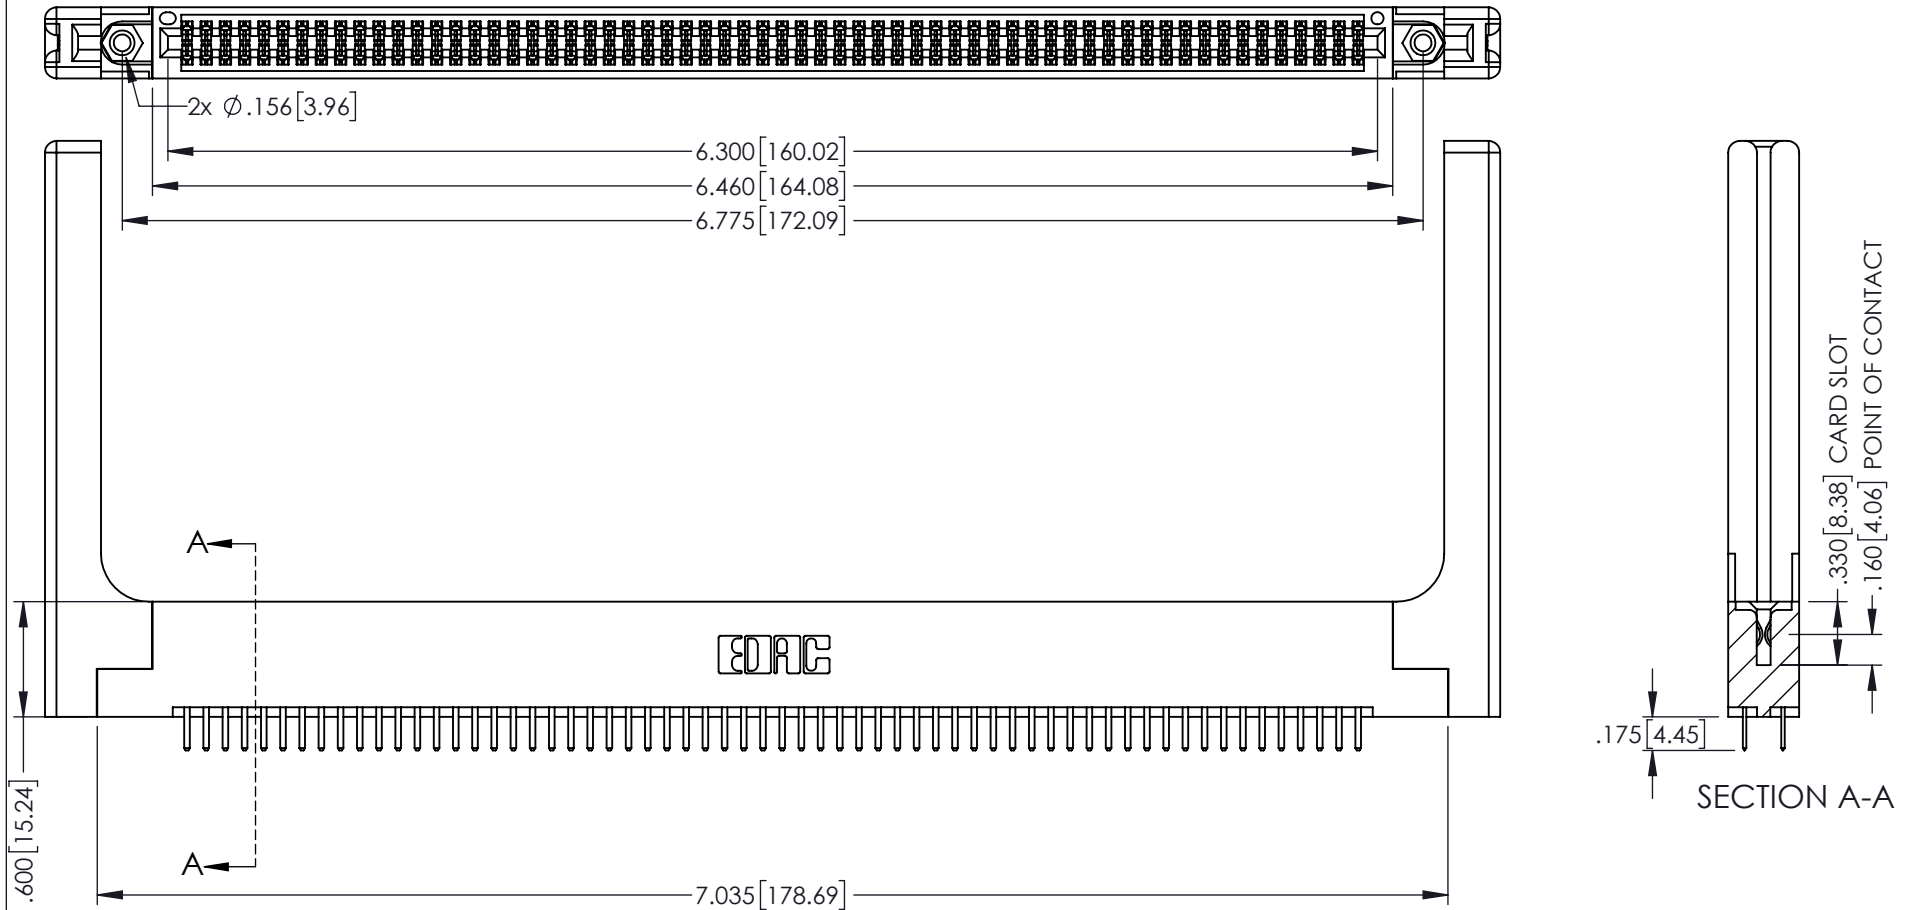 2x Ø.156[3.96]
6.300[160.02]
6.460[164.08]
6.775[172.09]
.330[8.38] CARD SLOT
.160[4.06] POINT OF CONTACT
A
EDAC
.175[4.45]
SECTION A-A
.600[15.24]
A
7.035[178.69]